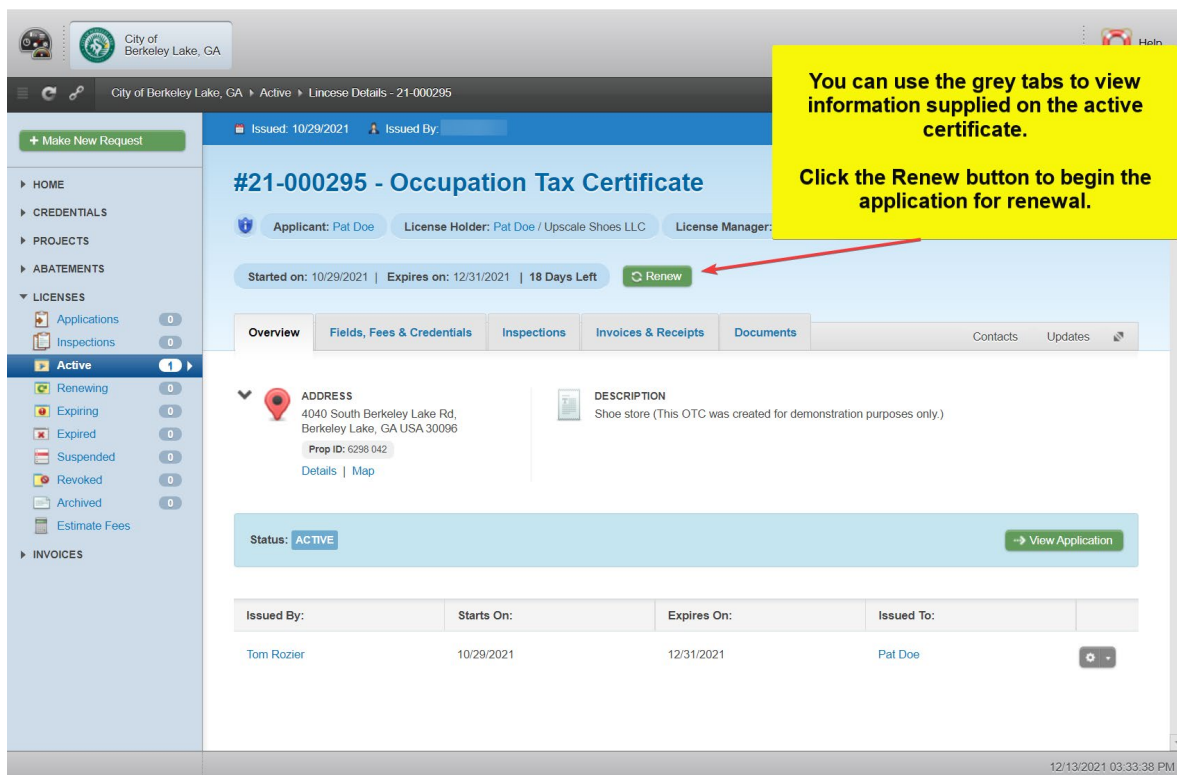 City of
Berkeley Lake, GA
Help
You can use the grey tabs to view
information supplied on the active
certificate.
Click the Renew button to begin the
application for renewal.
City of Berkeley Lake, GA Active Lincese Details - 21-000295
+ Make New Request
HOME
CREDENTIALS
PROJECTS
ABATEMENTS
LICENSES
Applications 0
Inspections 0
Active 1
Renewing 0
Expiring 0
Expired 0
Suspended 0
Revoked 0
Archived 0
Estimate Fees
INVOICES
Issued: 10/29/2021 Issued By:
#21-000295 - Occupation Tax Certificate
Applicant: Pat Doe License Holder: Pat Doe / Upscale Shoes LLC License Manager:
Started on: 10/29/2021 | Expires on: 12/31/2021 | 18 Days Left Renew
Overview Fields, Fees & Credentials Inspections Invoices & Receipts Documents Contacts Updates
ADDRESS
4040 South Berkeley Lake Rd,
Berkeley Lake, GA USA 30096
Prop ID: 6298 042
Details | Map
DESCRIPTION
Shoe store (This OTC was created for demonstration purposes only.)
Status: ACTIVE View Application
Issued By: Starts On: Expires On: Issued To:
Tom Rozier 10/29/2021 12/31/2021 Pat Doe
12/13/2021 03:33:38 PM